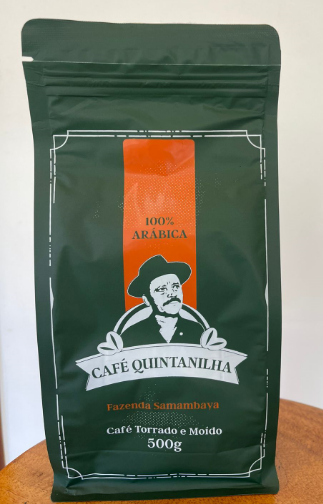 100%
ARÁBICA
CAFÉ QUINTANILHA
Fazenda Samambaya
Café Torrado e Moído
500g